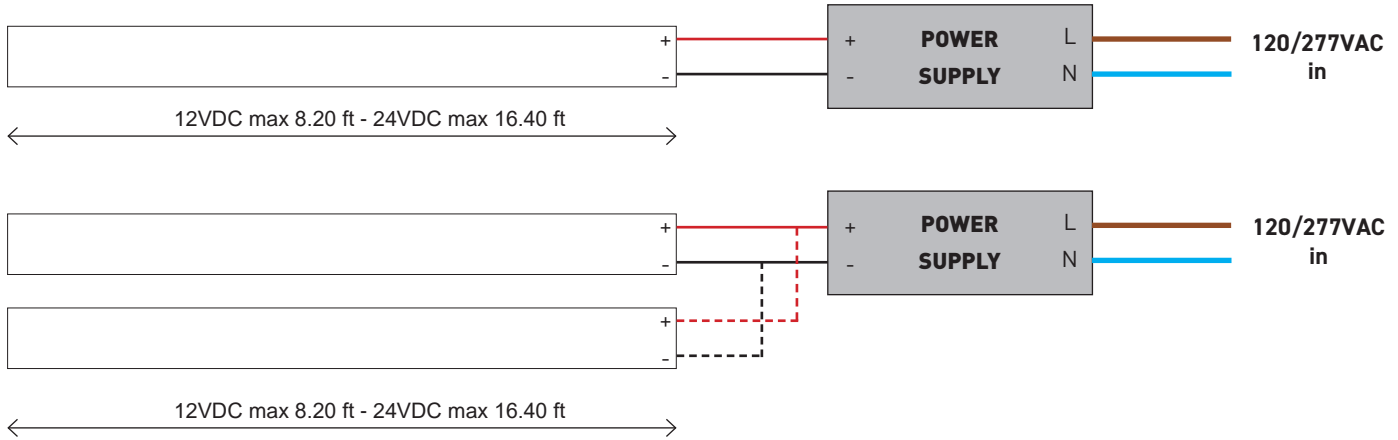 + + POWER L 120/277VAC
- - SUPPLY N in
12VDC max 8.20 ft - 24VDC max 16.40 ft
+ + POWER L 120/277VAC
- - SUPPLY N in
+
-
12VDC max 8.20 ft - 24VDC max 16.40 ft